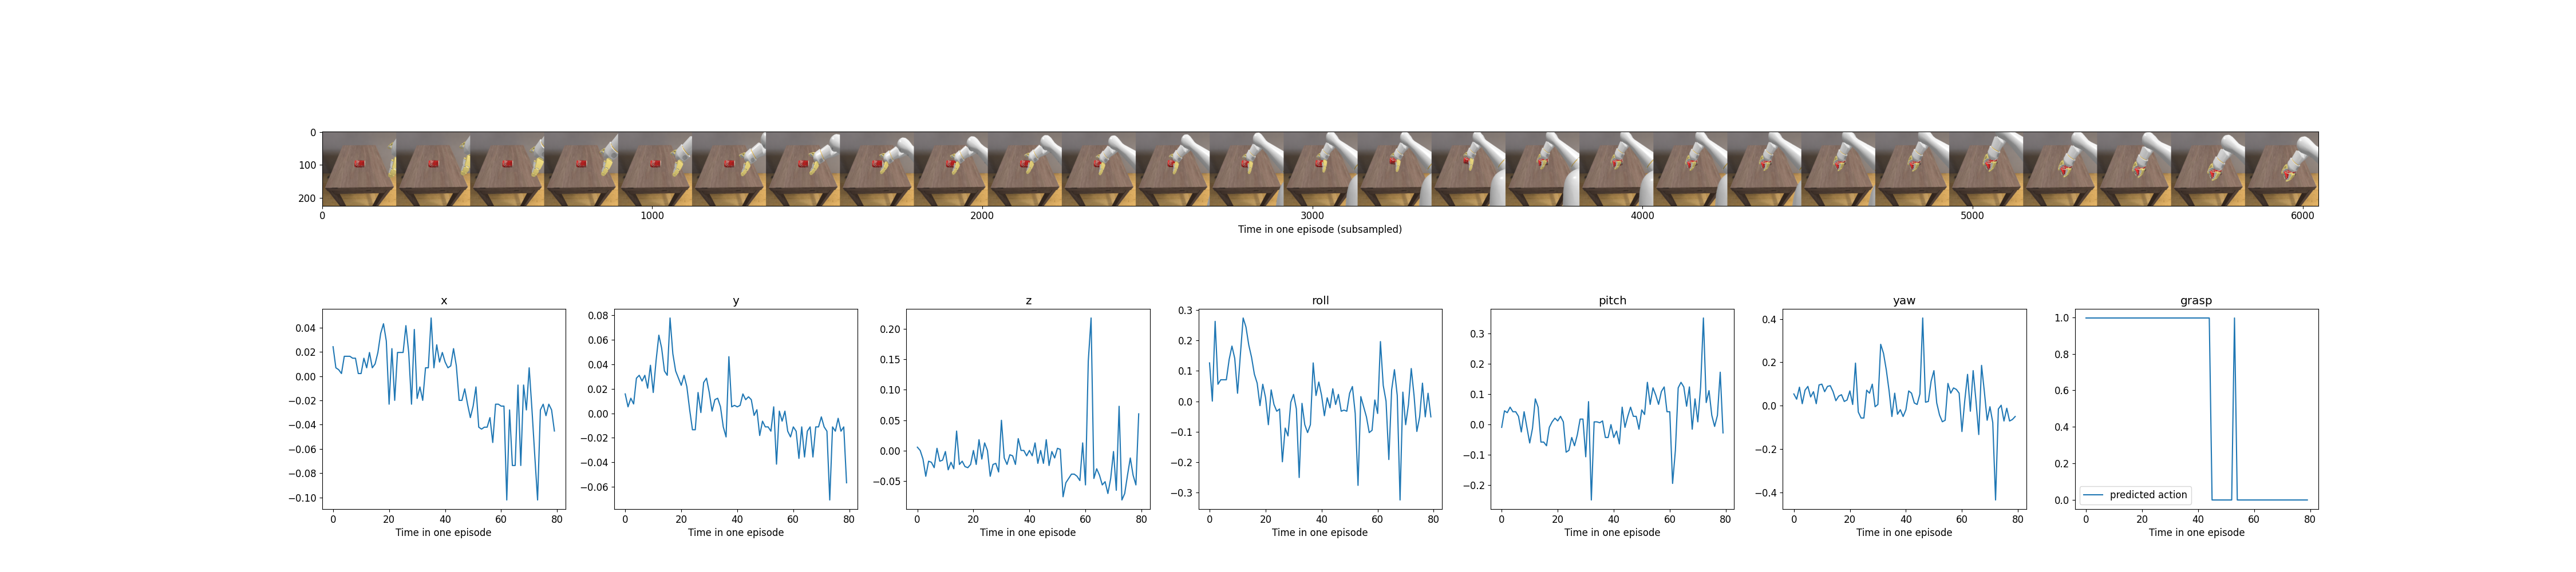 0
100
200
0 1000 2000 3000 4000 5000 6000
Time in one episode (subsampled)
x
0.04
0.02
0.00
−0.02
−0.04
−0.06
−0.08
−0.10
0 20 40 60 80
Time in one episode
y
0.08
0.06
0.04
0.02
0.00
−0.02
−0.04
−0.06
0 20 40 60 80
Time in one episode
z
0.20
0.15
0.10
0.05
0.00
−0.05
0 20 40 60 80
Time in one episode
roll
0.3
0.2
0.1
0.0
−0.1
−0.2
−0.3
0 20 40 60 80
Time in one episode
pitch
0.3
0.2
0.1
0.0
−0.1
−0.2
0 20 40 60 80
Time in one episode
yaw
0.4
0.2
0.0
−0.2
−0.4
0 20 40 60 80
Time in one episode
grasp
1.0
0.8
0.6
0.4
0.2
0.0
predicted action
0 20 40 60 80
Time in one episode